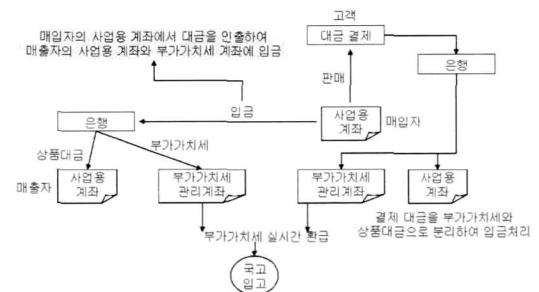 고객
매입자의 사업용 계좌에서 대금을 인출하여
매출자의 사업용 계좌와 부가가치세 계좌에 입금
대금 결제
은행
판매
입금
은행
사업용
계좌
매입자
상품대금
부가가치세
매출자
사업용
계좌
부가가치세
관리계좌
부가가치세
관리계좌
사업용
계좌
결제 대금을 부가가치세와
상품대금으로 분리하여 입금처리
부가가치세 실시간 환급
국고
입고